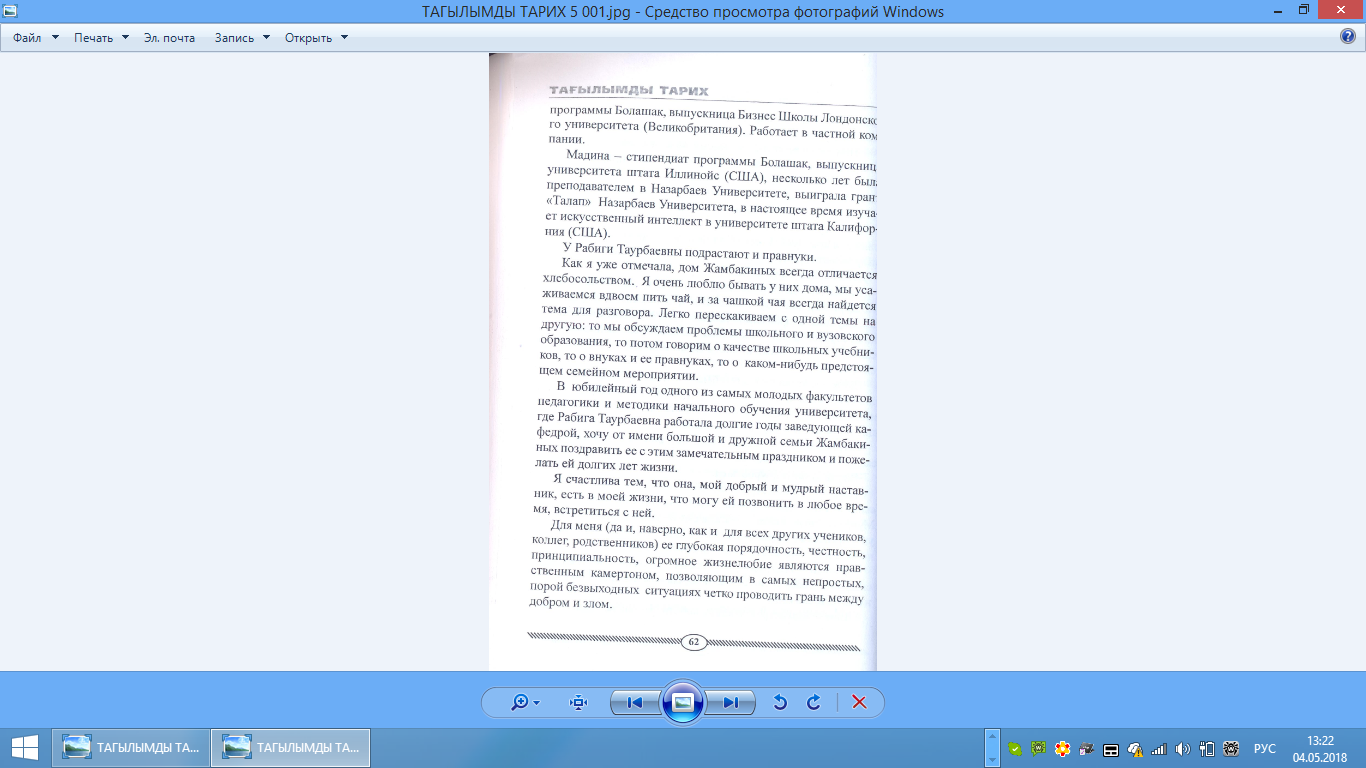 ТАГЫЛЫМДЫ ТАРИХ 5 001.jpg - Средство просмотра фотографий Windows
Файл Печать Эл. почта Запись Открыть
ТАҒЫЛЫМДЫ ТАРИХ
программы Болашак, выпускница Бизнес Школы Лондонско
го университета (Великобритания). Работает в частной ком
пании.
Мадина – стипендиат программы Болашак, выпускниц
университета штата Иллинойс (США), несколько лет был
преподавателем в Назарбаев Университете, выиграла гран
«Талап» Назарбаев Университета, в настоящее время изуча-
ет искусственный интеллект в университете штата Калифор-
ния (США).
У Рабиги Таурбаевны подрастают и правнуки.
Как я уже отмечала, дом Жамбакиных всегда отличается
хлебосольством. Я очень люблю бывать у них дома, мы уса-
живаемся вдвоем пить чай, и за чашкой чая всегда найдется
тема для разговора. Легко перескакиваем с одной темы на
другую: то мы обсуждаем проблемы школьного и вузовского
образования, то потом говорим о качестве школьных учебни-
ков, то о внуках и ее правнуках, то о каком-нибудь предстоя-
щем семейном мероприятии.
В юбилейный год одного из самых молодых факультетов
педагогики и методики начального обучения университета,
где Рабига Таурбаевна работала долгие годы заведующей ка-
федрой, хочу от имени большой и дружной семьи Жамбаки-
ных поздравить ее с этим замечательным праздником и поже-
лать ей долгих лет жизни.
Я счастлива тем, что она, мой добрый и мудрый настав-
ник, есть в моей жизни, что могу ей позвонить в любое вре-
мя, встретиться с ней.
Для меня (да и, наверно, как и для всех других учеников,
коллег, родственников) ее глубокая порядочность, честность,
принципиальность, огромное жизнелюбие являются нрав-
ственным камертоном, позволяющим в самых непростых,
порой безвыходных ситуациях четко проводить грань между
добром и злом.
62
ТАГЫЛЫМДЫ ТА... ТАГЫЛЫМДЫ ТА... РУС 13:22
04.05.2018